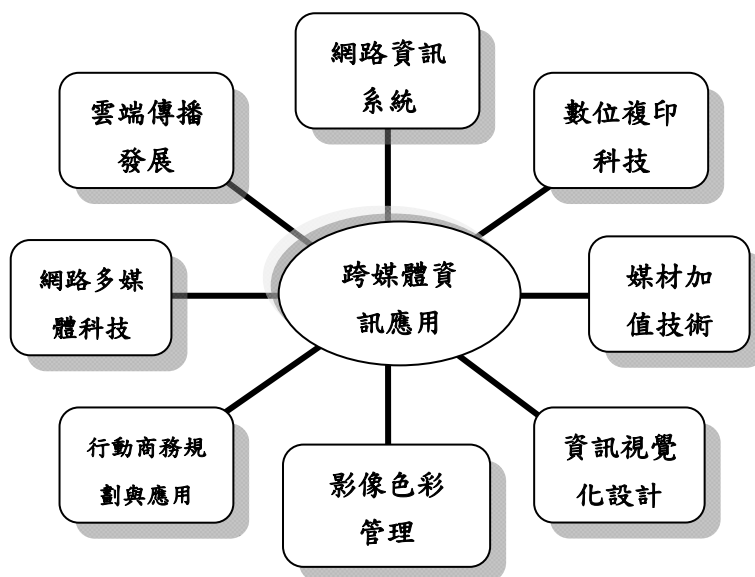 網路資訊
系統
雲端傳播
發展
數位複印
科技
網路多媒
體科技
跨媒體資
訊應用
媒材加
值技術
行動商務規
劃與應用
影像色彩
管理
資訊視覺
化設計